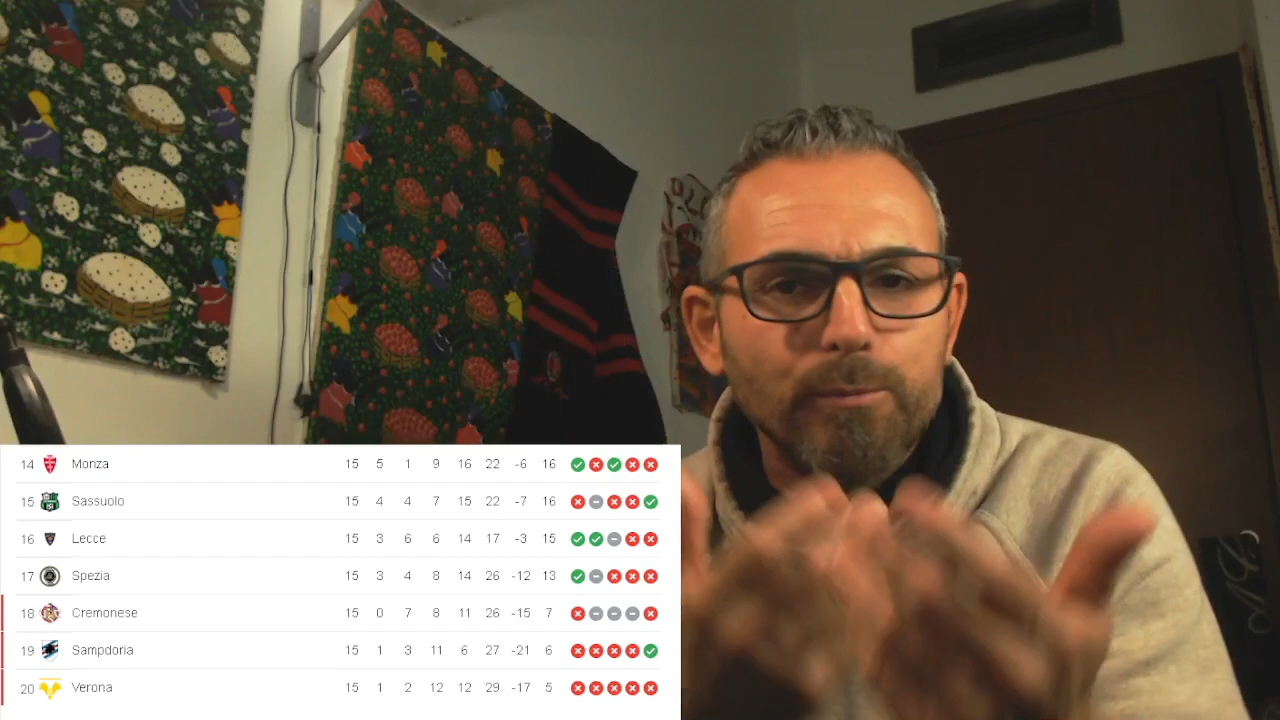 14 Monza 15 5 1 9 16 22 -6 16
15 Sassuolo 15 4 4 7 15 22 -7 16
16 Lecce 15 3 6 6 14 17 -3 15
17 Spezia 15 3 4 8 14 26 -12 13
18 Cremonese 15 0 7 8 11 26 -15 7
19 Sampdoria 15 1 3 11 6 27 -21 6
20 Verona 15 1 2 12 12 29 -17 5